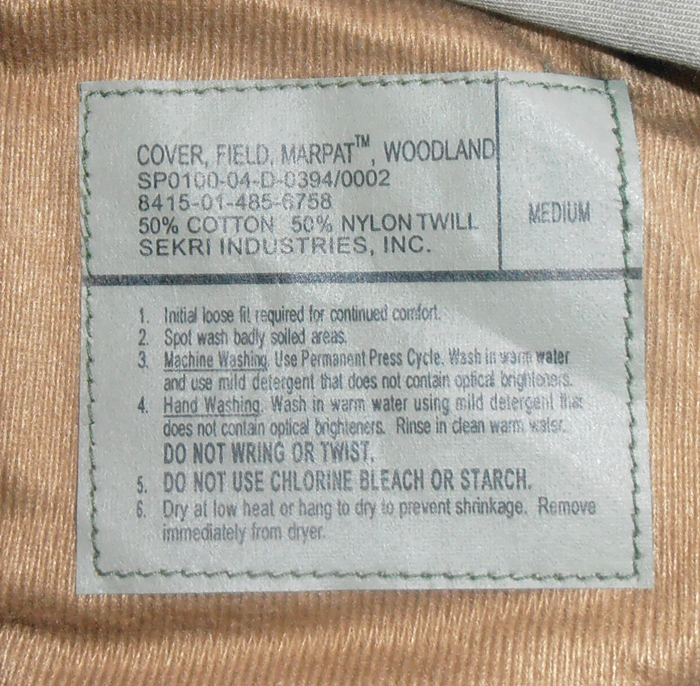 COVER, FIELD, MARPAT™, WOODLAND
SP0100-04-D-0394/0002
8415-01-485-6758
50% COTTON 50% NYLON TWILL
SEKRI INDUSTRIES, INC.
MEDIUM
1. Initial loose fit required for continued comfort.
2. Spot wash badly soiled areas.
3. Machine Washing. Use Permanent Press Cycle. Wash in warm water
and use mild detergent that does not contain optical brighteners.
4. Hand Washing. Wash in warm water using mild detergent that
does not contain optical brighteners. Rinse in clean warm water.
DO NOT WRING OR TWIST.
5. DO NOT USE CHLORINE BLEACH OR STARCH.
6. Dry at low heat or hang to dry to prevent shrinkage. Remove
immediately from dryer.